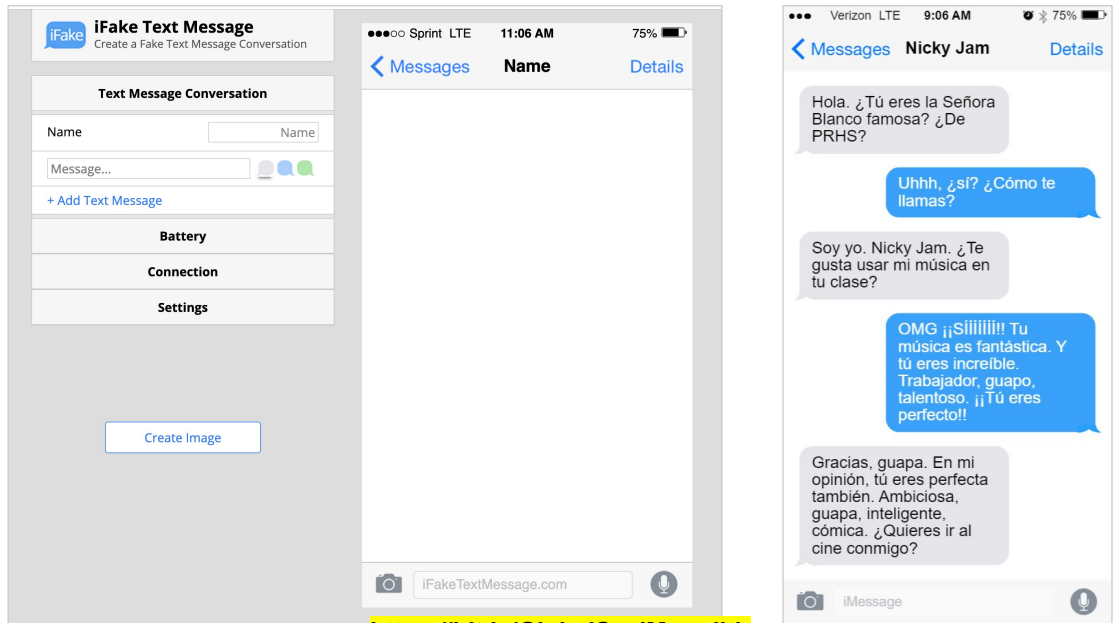 iFake
iFake Text Message
Create a Fake Text Message Conversation
Text Message Conversation
Name Name
Message...
+ Add Text Message
Battery
Connection
Settings
Create Image
Sprint LTE 11:06 AM 75%
Messages Name Details
iFakeTextMessage.com
Verizon LTE 9:06 AM 75%
Messages Nicky Jam Details
Hola. ¿Tú eres la Señora
Blanco famosa? ¿De
PRHS?
Uhhh, ¿sí? ¿Cómo te
llamas?
Soy yo. Nicky Jam. ¿Te
gusta usar mi música en
tu clase?
OMG ¡¡SÍÍÍÍÍÍÍ!! Tu
música es fantástica. Y
tú eres increíble.
Trabajador, guapo,
talentoso. ¡¡Tú eres
perfecto!!
Gracias, guapa. En mi
opinión, tú eres perfecta
también. Ambiciosa,
guapa, inteligente,
cómica. ¿Quieres ir al
cine conmigo?
iMessage